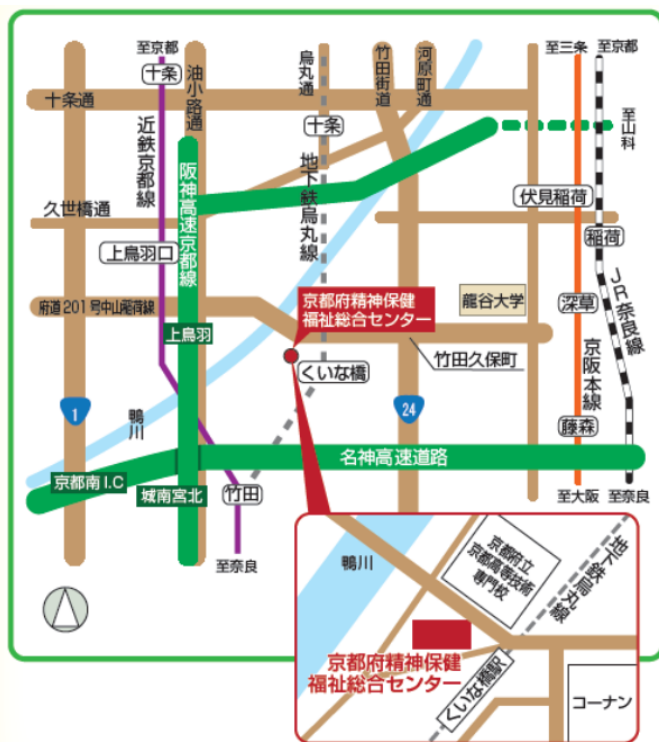 至京都
十条
油小路通
烏丸通
竹田街道
河原町通
至三条
至京都
十条通
近鉄京都線
十条
至山科
阪神高速京都線
地下鉄烏丸線
久世橋通
伏見稲荷
稲荷
上鳥羽口
京都府精神保健
福祉総合センター
龍谷大学
深草
JR奈良線
府道201号中山稲荷線
上鳥羽
竹田久保町
くいな橋
京阪本線
1
24
鴨川
藤森
名神高速道路
京都南I.C
城南宮北
竹田
至大阪
至奈良
至奈良
鴨川
京都府立
京都高等技術
専門校
地下鉄烏丸線
京都府精神保健
福祉総合センター
くいな橋駅
コーナン